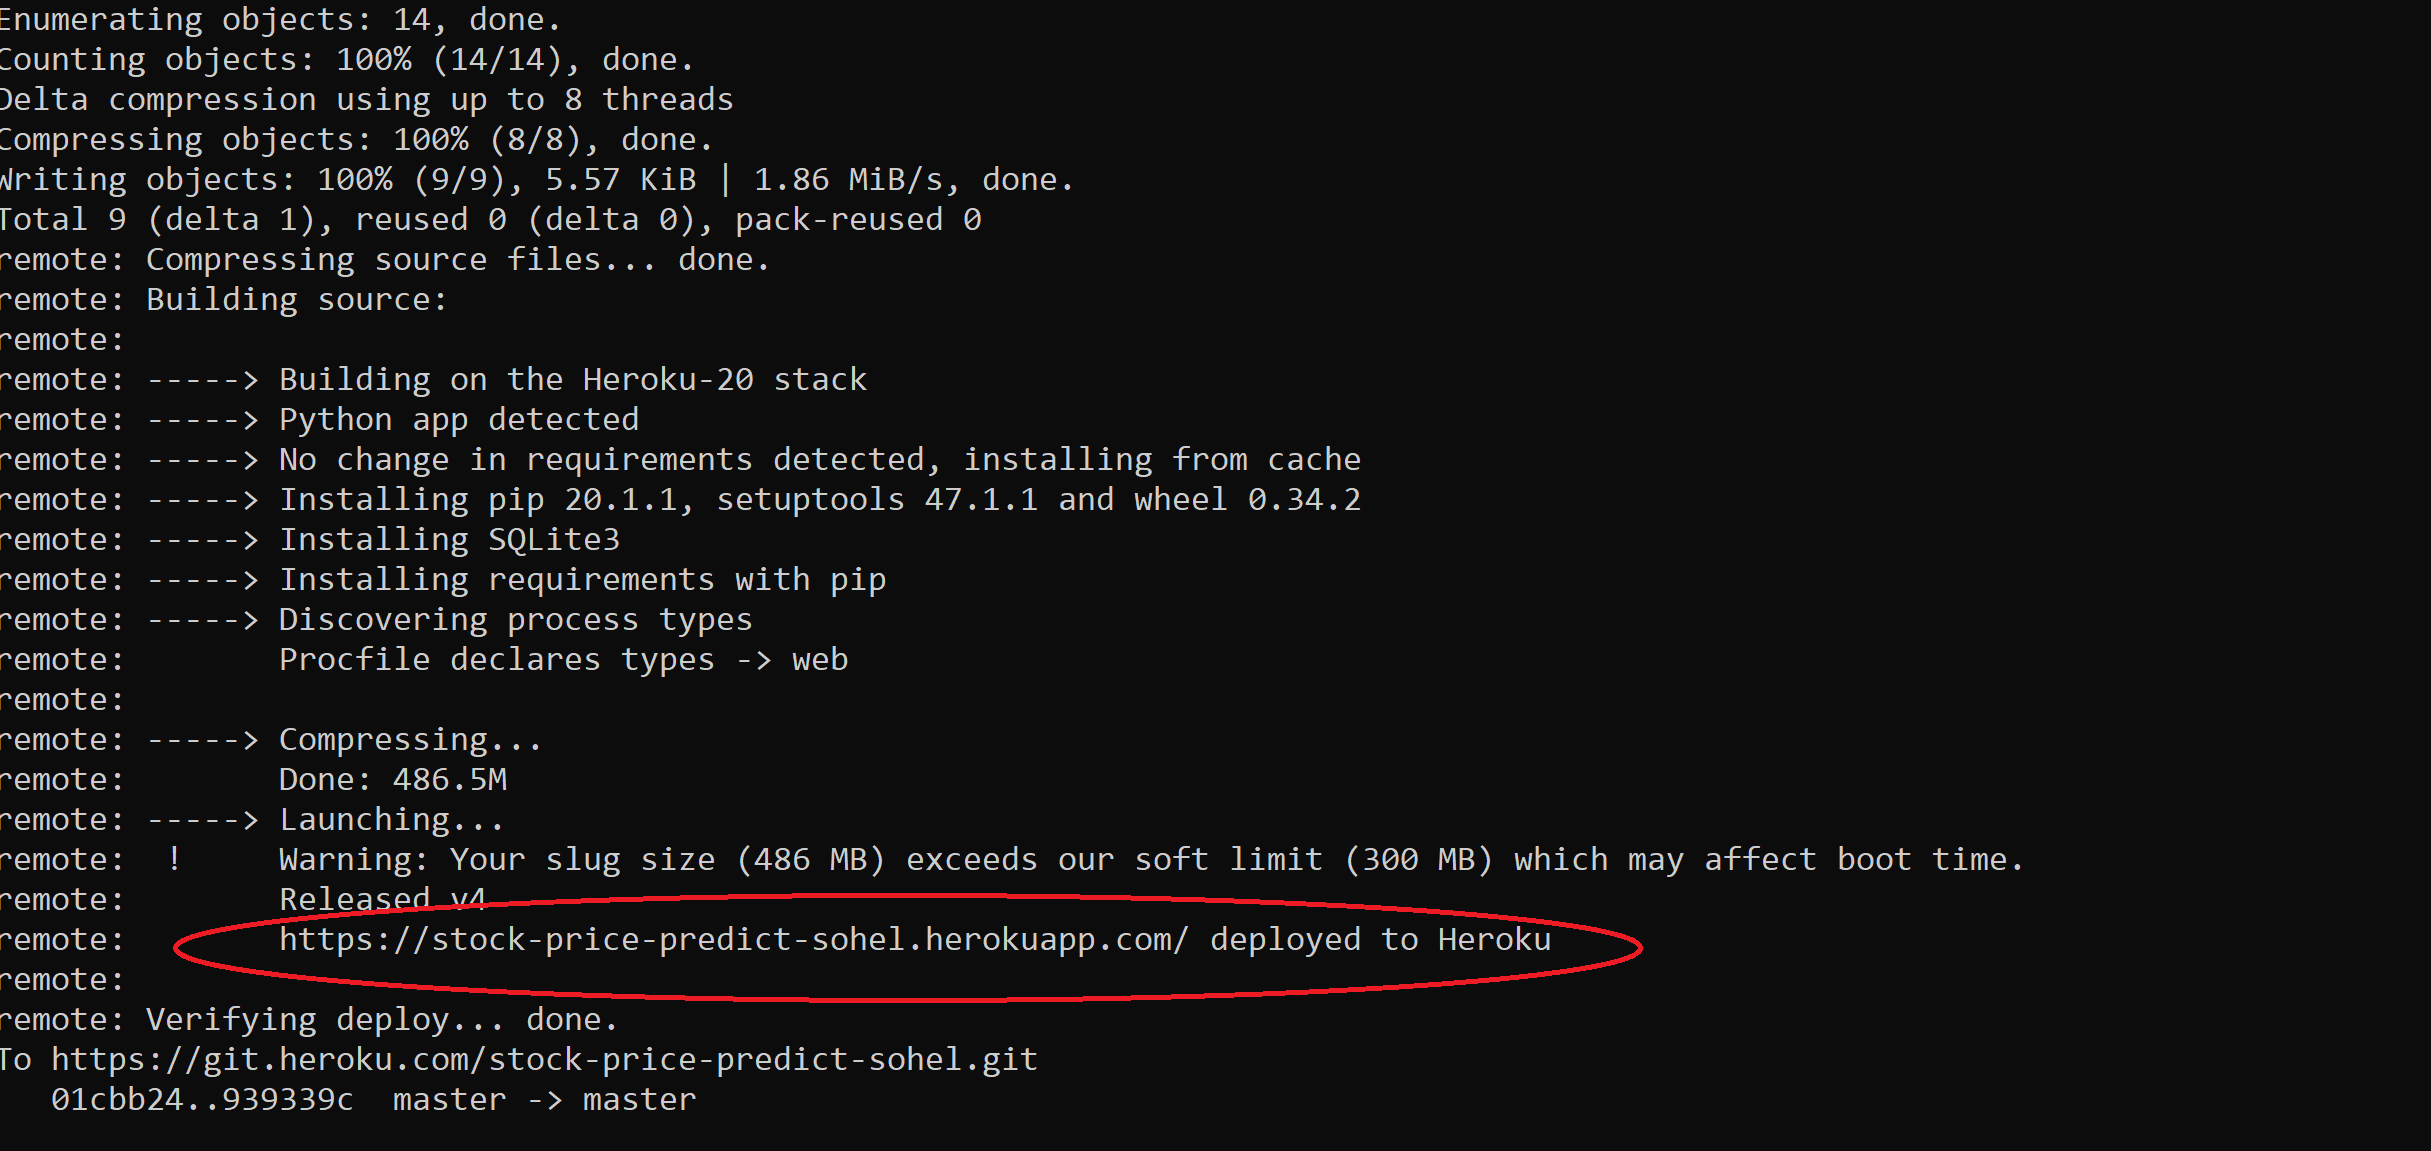 Enumerating objects: 14, done.
Counting objects: 100% (14/14), done.
Delta compression using up to 8 threads
Compressing objects: 100% (8/8), done.
Writing objects: 100% (9/9), 5.57 KiB | 1.86 MiB/s, done.
Total 9 (delta 1), reused 0 (delta 0), pack-reused 0
remote: Compressing source files... done.
remote: Building source:
remote:
remote: -----> Building on the Heroku-20 stack
remote: -----> Python app detected
remote: -----> No change in requirements detected, installing from cache
remote: -----> Installing pip 20.1.1, setuptools 47.1.1 and wheel 0.34.2
remote: -----> Installing SQLite3
remote: -----> Installing requirements with pip
remote: -----> Discovering process types
remote:        Procfile declares types -> web
remote:
remote: -----> Compressing...
remote:        Done: 486.5M
remote: -----> Launching...
remote:  !     Warning: Your slug size (486 MB) exceeds our soft limit (300 MB) which may affect boot time.
remote:        Released v4
remote:        https://stock-price-predict-sohel.herokuapp.com/ deployed to Heroku
remote:
remote: Verifying deploy... done.
To https://git.heroku.com/stock-price-predict-sohel.git
   01cbb24..939339c  master -> master